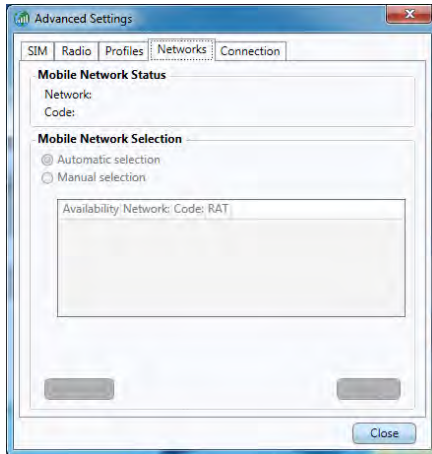 Advanced Settings
SIM Radio Profiles Networks Connection
Mobile Network Status
Network:
Code:
Mobile Network Selection
Automatic selection
Manual selection
Availability Network: Code: RAT
Close